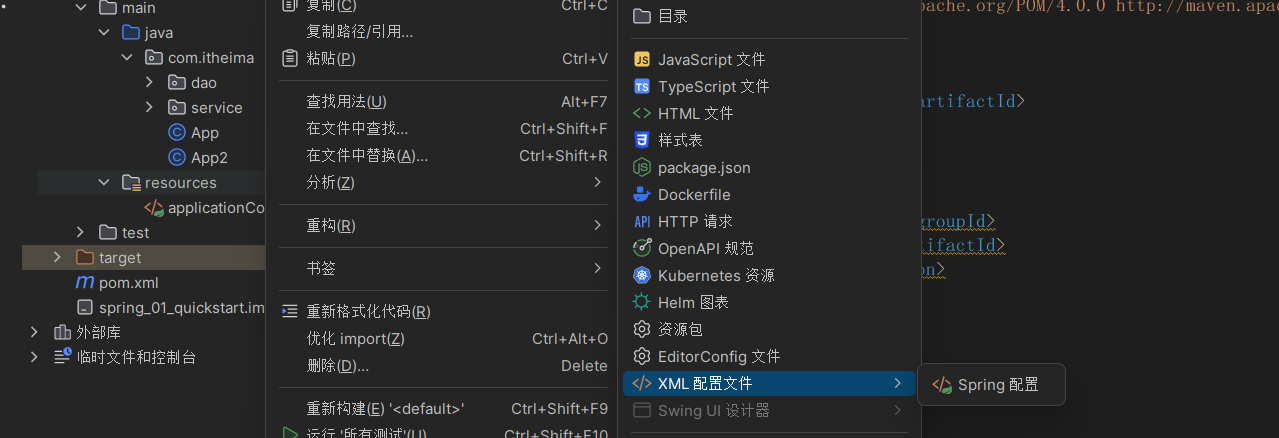 main
java
com.itheima
dao
service
App
App2
resources
applicationCo
test
target
pom.xml
spring_01_quickstart.im
外部库
临时文件和控制台
复制(C) Ctrl+C
复制路径/引用...
粘贴(P) Ctrl+V
查找用法(U) Alt+F7
在文件中查找... Ctrl+Shift+F
在文件中替换(A)... Ctrl+Shift+R
分析(Z)
重构(R)
书签
重新格式化代码(R)
优化 import(Z) Ctrl+Alt+O
删除(D)... Delete
重新构建(E) '<default>' Ctrl+Shift+F9
运行 '所有测试'(U) Ctrl+Shift+F10
目录
JS JavaScript 文件
TS TypeScript 文件
HTML 文件
样式表
package.json
Dockerfile
API HTTP 请求
OpenAPI 规范
Kubernetes 资源
Helm 图表
资源包
EditorConfig 文件
XML 配置文件
Swing UI 设计器
Spring 配置
pache.org/POM/4.0.0 http://maven.apac
artifactId>
groupId>
tifactId>
on>